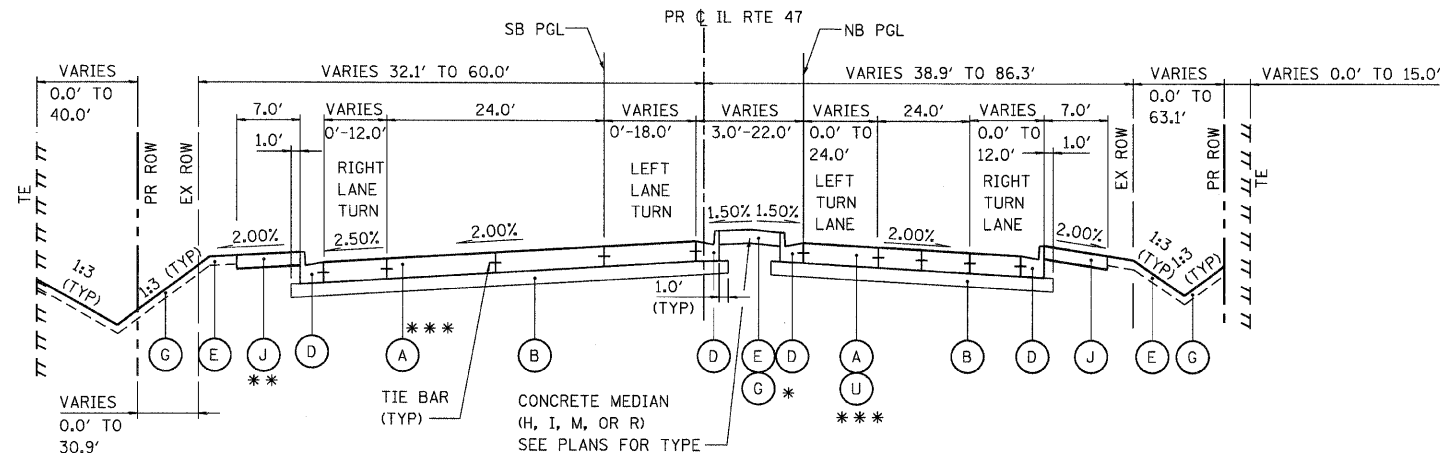 PR ℄ IL RTE 47
SB PGL
NB PGL
VARIES
0.0' TO
40.0'
VARIES 32.1' TO 60.0'
VARIES 38.9' TO 86.3'
VARIES
0.0' TO
63.1'
VARIES 0.0' TO 15.0'
7.0'
1.0'
VARIES
0'-12.0'
RIGHT
LANE
TURN
24.0'
VARIES
0'-18.0'
LEFT
LANE
TURN
VARIES
3.0'-22.0'
VARIES
0.0' TO
24.0'
LEFT
TURN
LANE
24.0'
VARIES
0.0' TO
12.0'
RIGHT
TURN
LANE
7.0'
1.0'
TE
PR ROW
EX ROW
EX ROW
PR ROW
TE
2.00%
2.50%
2.00%
1.50%
1.50%
2.00%
2.00%
1:3
(TYP)
1:3 (TYP)
1:3
(TYP)
1:3
(TYP)
1.0'
(TYP)
G
E
J
**
D
A
***
B
D
E
G
D
*
A
U
***
B
D
J
E
G
TIE BAR
(TYP)
CONCRETE MEDIAN
(H, I, M, OR R)
SEE PLANS FOR TYPE
VARIES
0.0' TO
30.9'